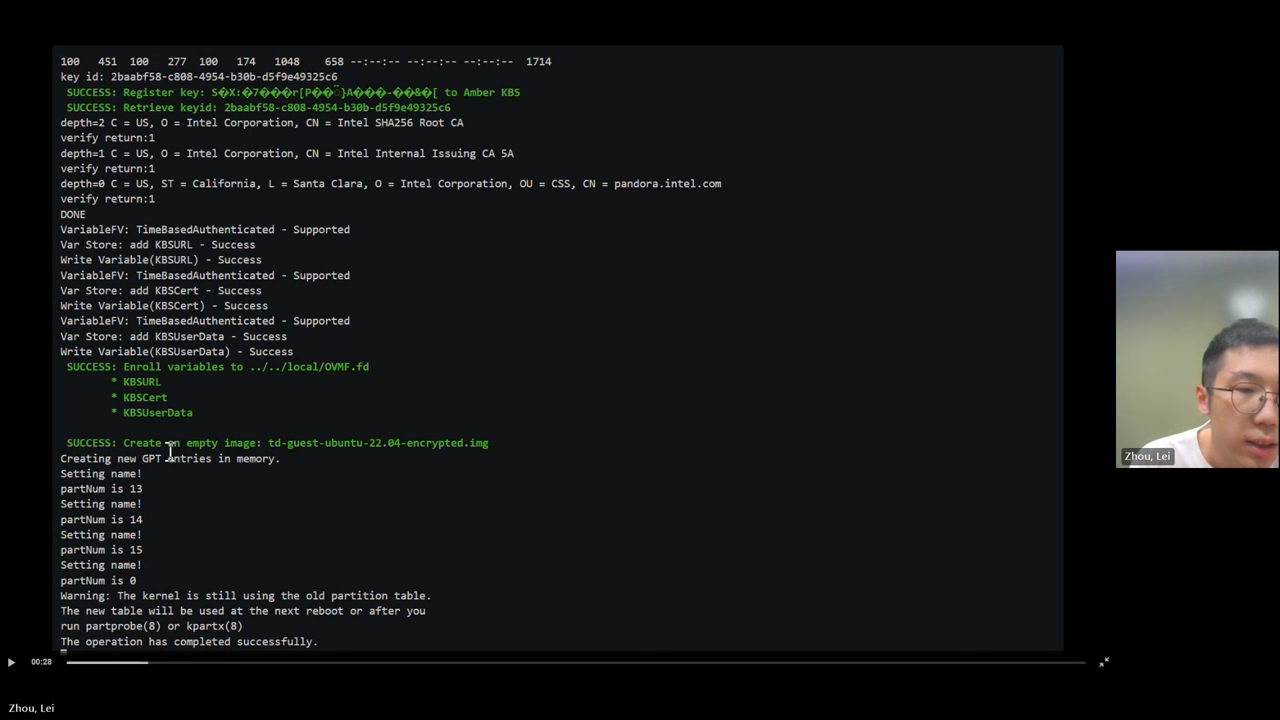 100   451  100   277  100   174   1048    658 --:--:-- --:--:-- --:--:--  1714
key id: 2baabf58-c808-4954-b30b-d5f9e49325c6
SUCCESS: Register key: S�X:�7���r[P�� }A���-��&�[ to Amber KBS
SUCCESS: Retrieve keyid: 2baabf58-c808-4954-b30b-d5f9e49325c6
depth=2 C = US, O = Intel Corporation, CN = Intel SHA256 Root CA
verify return:1
depth=1 C = US, O = Intel Corporation, CN = Intel Internal Issuing CA 5A
verify return:1
depth=0 C = US, ST = California, L = Santa Clara, O = Intel Corporation, OU = CSS, CN = pandora.intel.com
verify return:1
DONE
VariableFV: TimeBasedAuthenticated - Supported
Var Store: add KBSURL - Success
Write Variable(KBSURL) - Success
VariableFV: TimeBasedAuthenticated - Supported
Var Store: add KBSCert - Success
Write Variable(KBSCert) - Success
VariableFV: TimeBasedAuthenticated - Supported
Var Store: add KBSUserData - Success
Write Variable(KBSUserData) - Success
SUCCESS: Enroll variables to ../../local/OVMF.fd
* KBSURL
* KBSCert
* KBSUserData
SUCCESS: Create an empty image: td-guest-ubuntu-22.04-encrypted.img
Creating new GPT entries in memory.
Setting name!
partNum is 13
Setting name!
partNum is 14
Setting name!
partNum is 15
Setting name!
partNum is 0
Warning: The kernel is still using the old partition table.
The new table will be used at the next reboot or after you
run partprobe(8) or kpartx(8)
The operation has completed successfully.
Zhou, Lei
00:28
Zhou, Lei